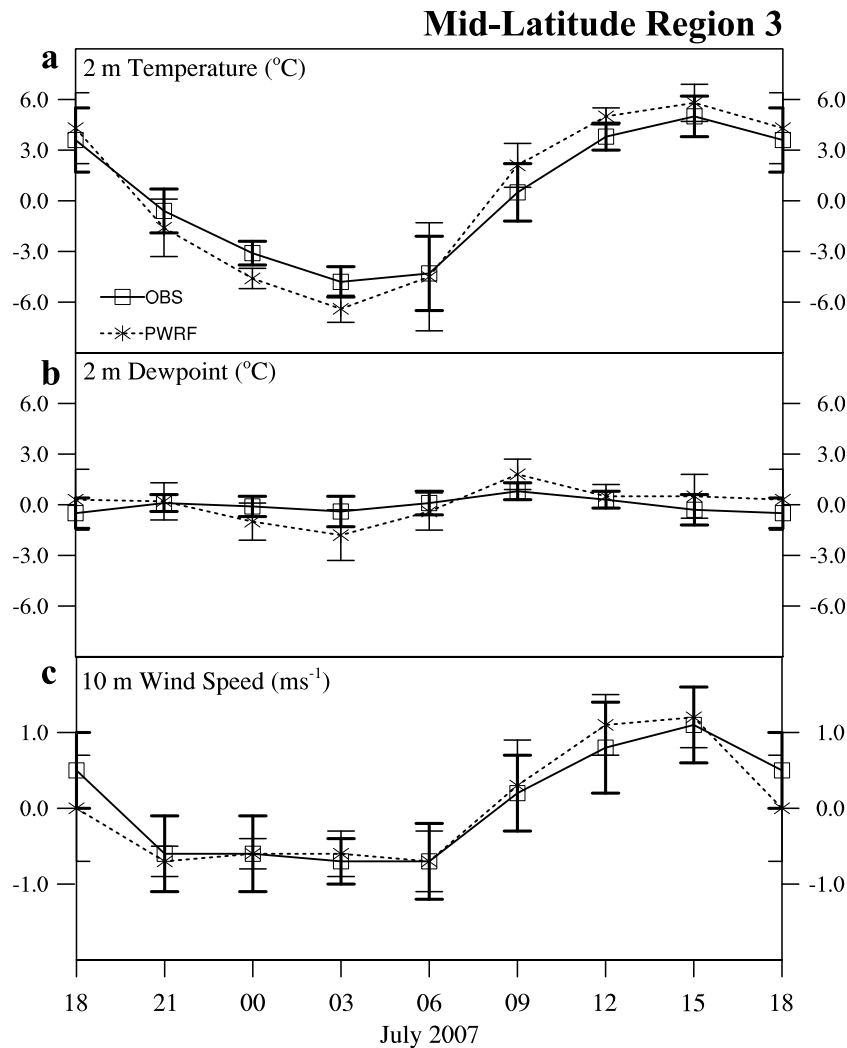 Mid-Latitude Region 3
a
2 m Temperature (°C)
6.0 6.0
3.0 3.0
0.0 0.0
-3.0 -3.0
OBS
-6.0 -6.0
PWRF
b
2 m Dewpoint (°C)
6.0 6.0
3.0 3.0
0.0 0.0
-3.0 -3.0
-6.0 -6.0
c
10 m Wind Speed (ms⁻¹)
1.0 1.0
0.0 0.0
-1.0 -1.0
18 21 00 03 06 09 12 15 18
July 2007